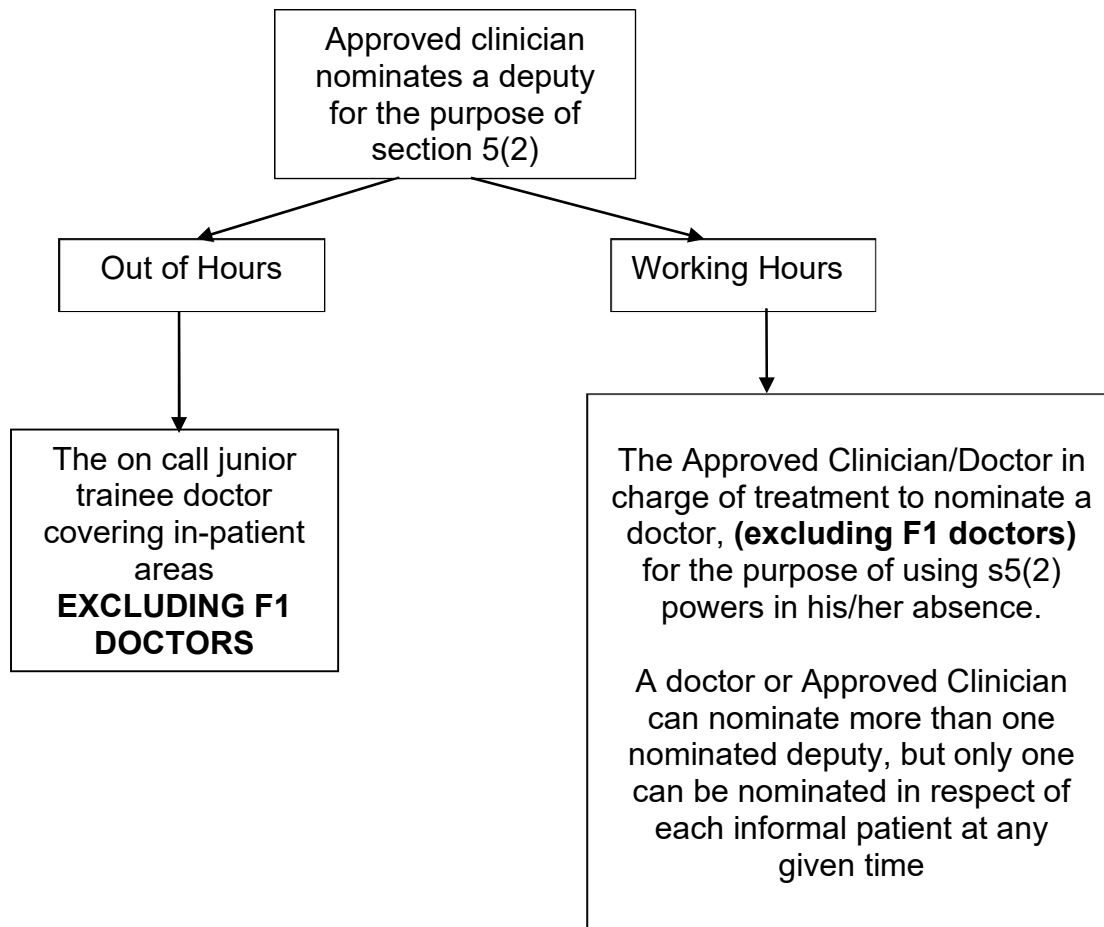 Approved clinician
nominates a deputy
for the purpose of
section 5(2)
Out of Hours
Working Hours
The on call junior
trainee doctor
covering in-patient
areas
EXCLUDING F1
DOCTORS
The Approved Clinician/Doctor in
charge of treatment to nominate a
doctor, (excluding F1 doctors)
for the purpose of using s5(2)
powers in his/her absence.
A doctor or Approved Clinician
can nominate more than one
nominated deputy, but only one
can be nominated in respect of
each informal patient at any
given time